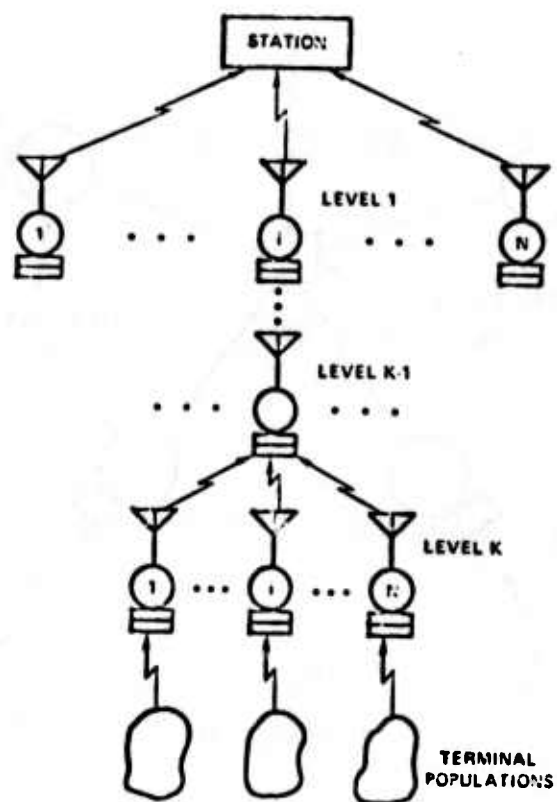 STATION
LEVEL 1
1 i N
LEVEL K-1
LEVEL K
1 i N
TERMINAL
POPULATIONS